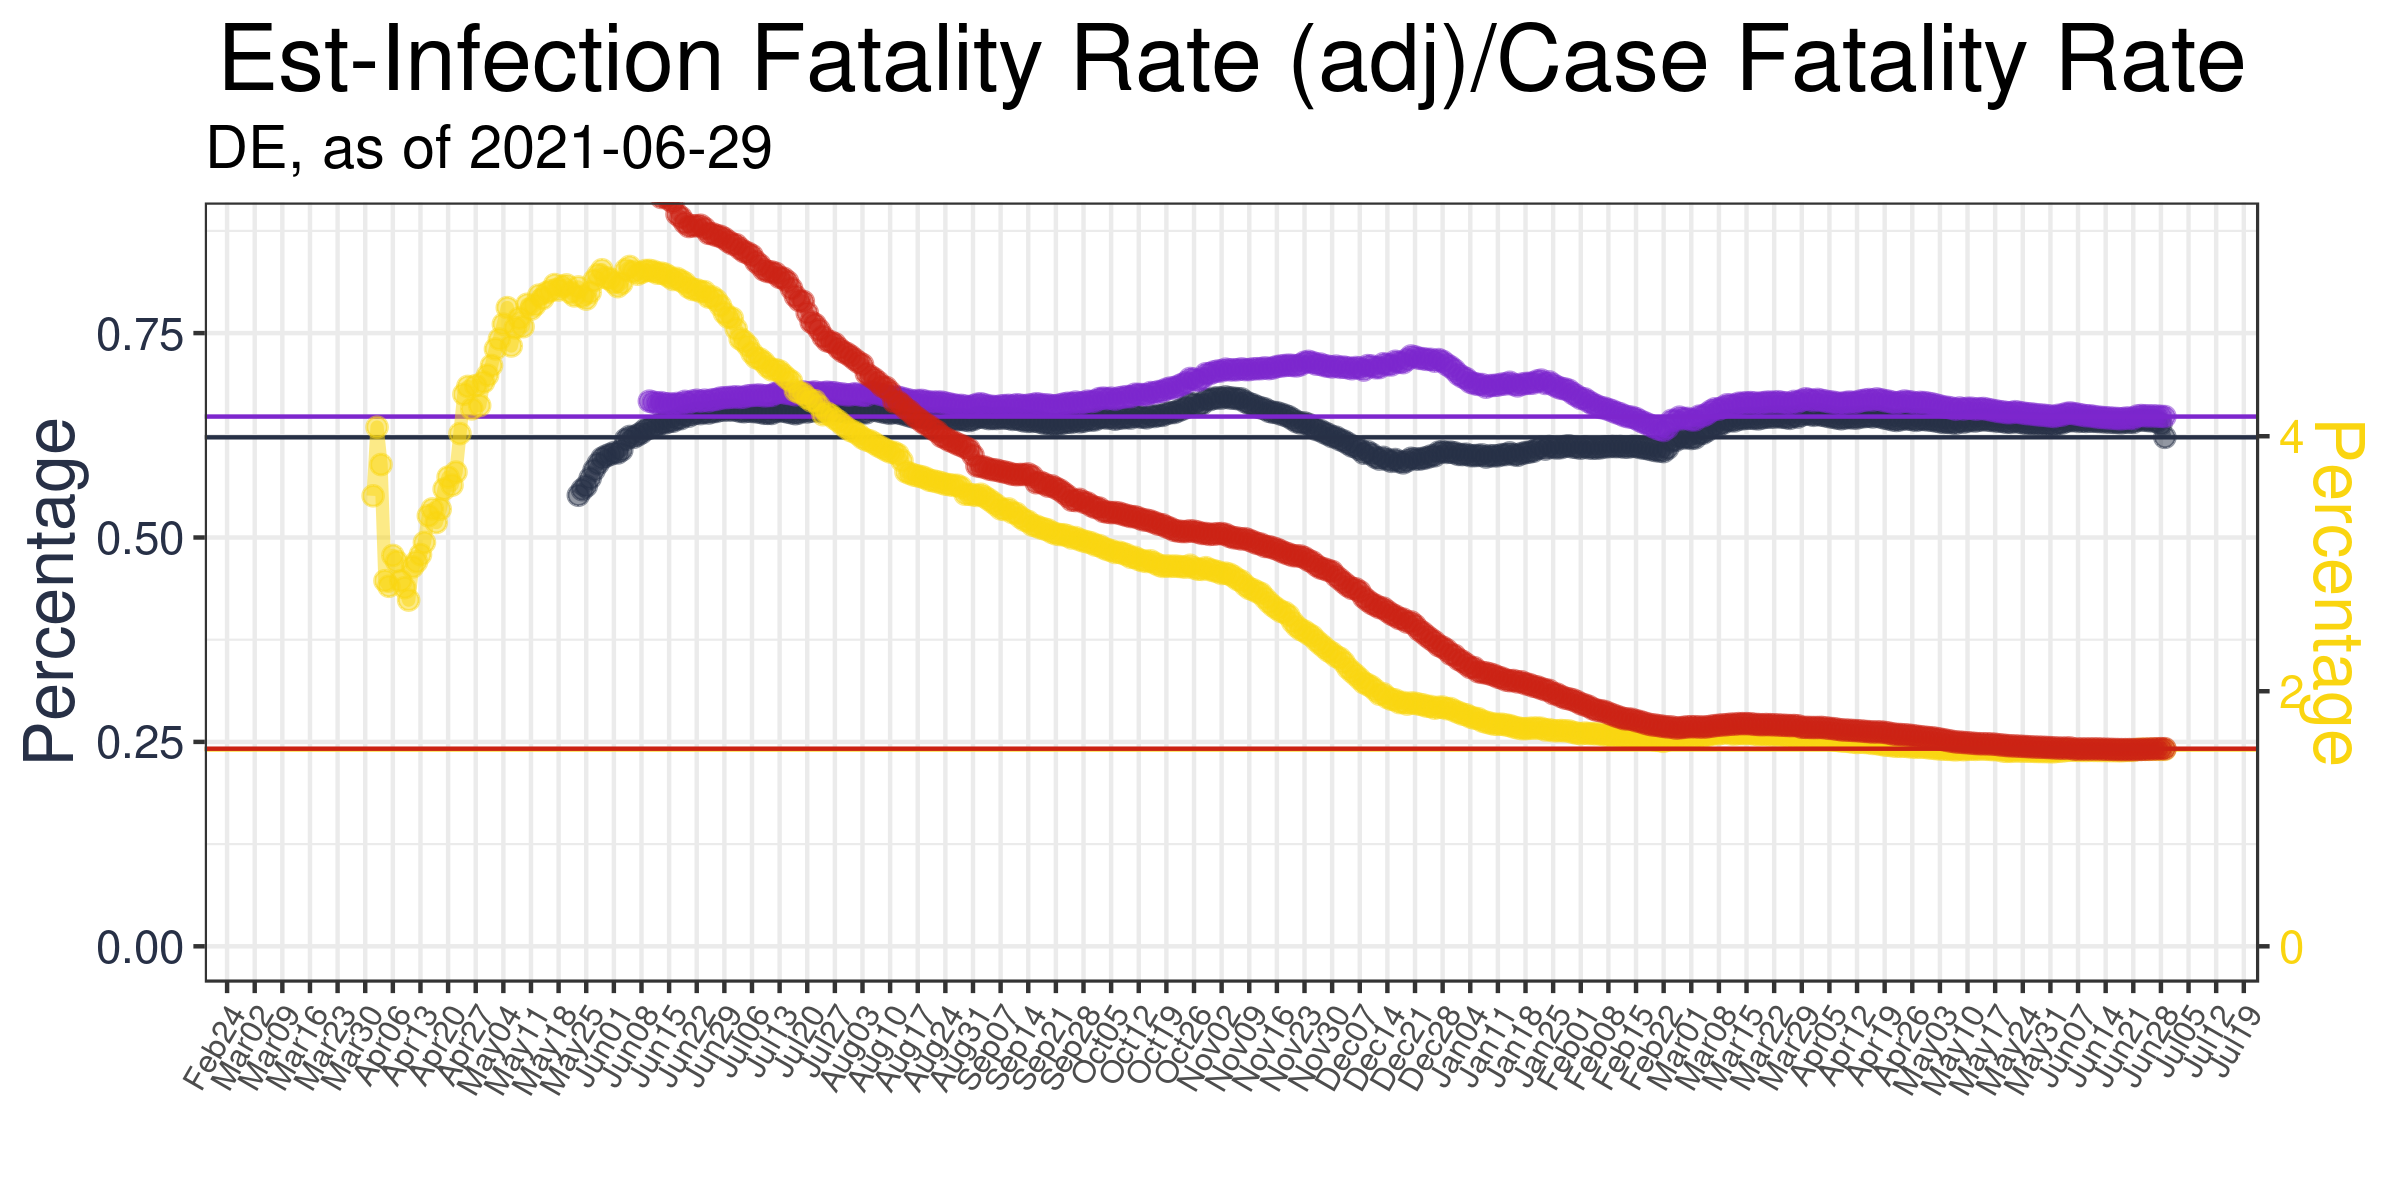 Est-Infection Fatality Rate (adj)/Case Fatality Rate
DE, as of 2021-06-29
Percentage
0.75
0.50
0.25
0.00
4
2
0
Percentage
Feb24
Mar02
Mar09
Mar16
Mar23
Mar30
Apr06
Apr13
Apr20
Apr27
May04
May11
May18
May25
Jun01
Jun08
Jun15
Jun22
Jun29
Jul06
Jul13
Jul20
Jul27
Aug03
Aug10
Aug17
Aug24
Aug31
Sep07
Sep14
Sep21
Sep28
Oct05
Oct12
Oct19
Oct26
Nov02
Nov09
Nov16
Nov23
Nov30
Dec07
Dec14
Dec21
Dec28
Jan04
Jan11
Jan18
Jan25
Feb01
Feb08
Feb15
Feb22
Mar01
Mar08
Mar15
Mar22
Mar29
Apr05
Apr12
Apr19
Apr26
May03
May10
May17
May24
May31
Jun07
Jun14
Jun21
Jun28
Jul05
Jul12
Jul19